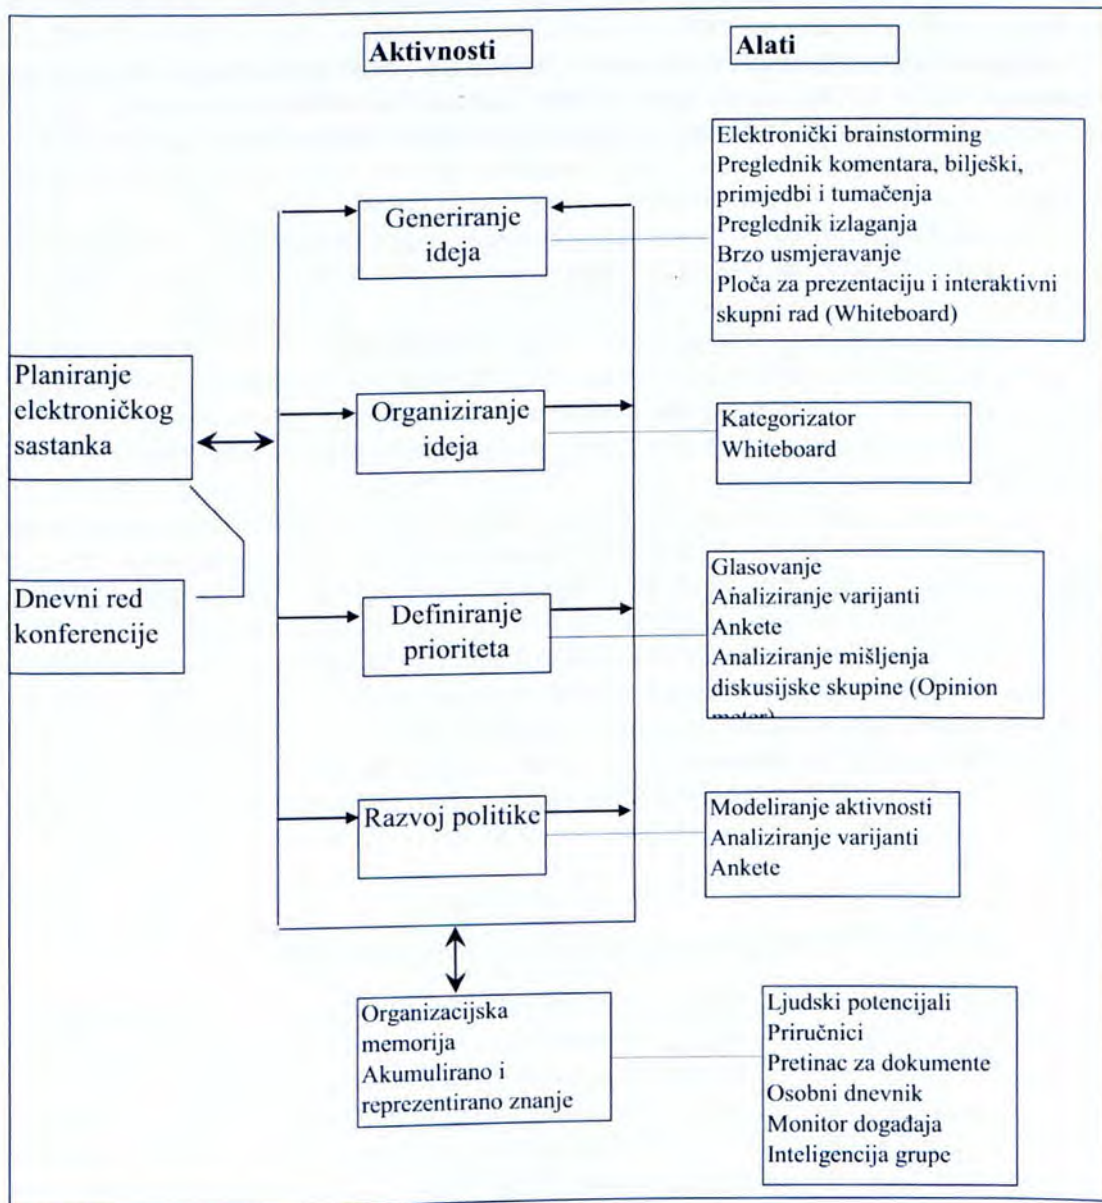 Aktivnosti
Alati
Elektronički brainstorming
Preglednik komentara, bilješki,
primjedbi i tumačenja
Preglednik izlaganja
Brzo usmjeravanje
Ploča za prezentaciju i interaktivni
skupni rad (Whiteboard)
Generiranje
ideja
Planiranje
elektroničkog
sastanka
Organiziranje
ideja
Kategorizator
Whiteboard
Dnevni red
konferencije
Definiranje
prioriteta
Glasovanje
Analiziranje varijanti
Ankete
Analiziranje mišljenja
diskusijske skupine (Opinion
meter)
Razvoj politike
Modeliranje aktivnosti
Analiziranje varijanti
Ankete
Organizacijska
memorija
Akumulirano i
reprezentirano znanje
Ljudski potencijali
Priručnici
Pretinac za dokumente
Osobni dnevnik
Monitor događaja
Inteligencija grupe